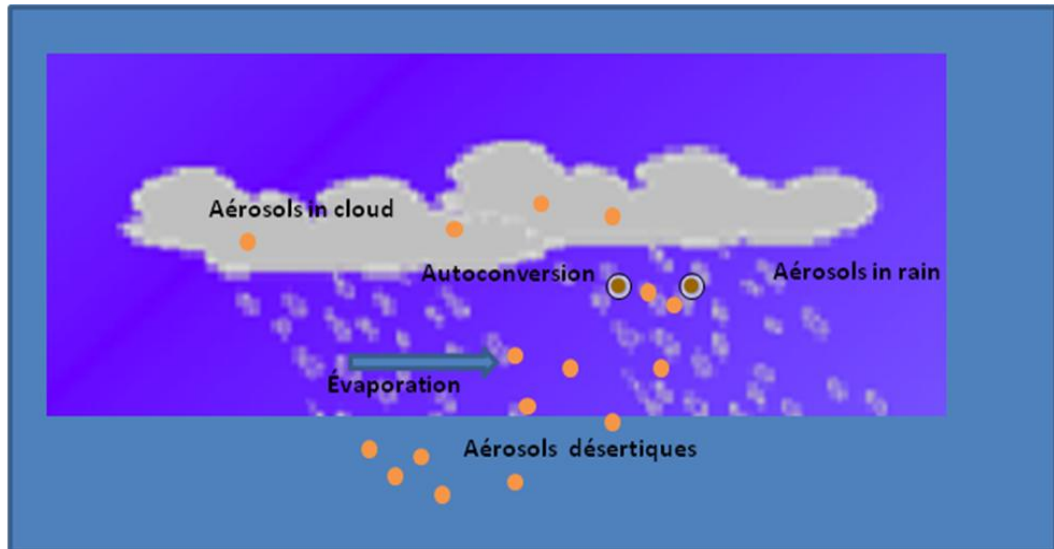 Aérosols in cloud
Autoconversion
Aérosols in rain
Évaporation
Aérosols désertiques